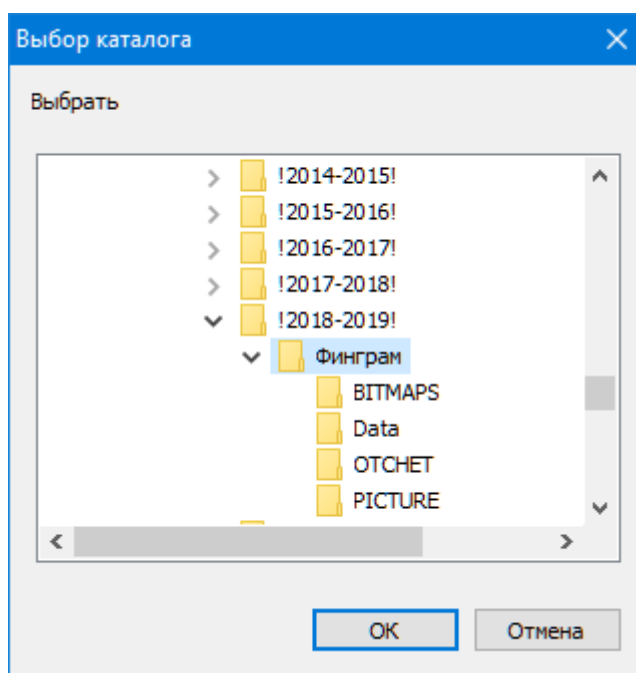 Выбор каталога
Выбрать
!2014-2015!
!2015-2016!
!2016-2017!
!2017-2018!
!2018-2019!
Финграм
BITMAPS
Data
OTCHET
PICTURE
ОК
Отмена